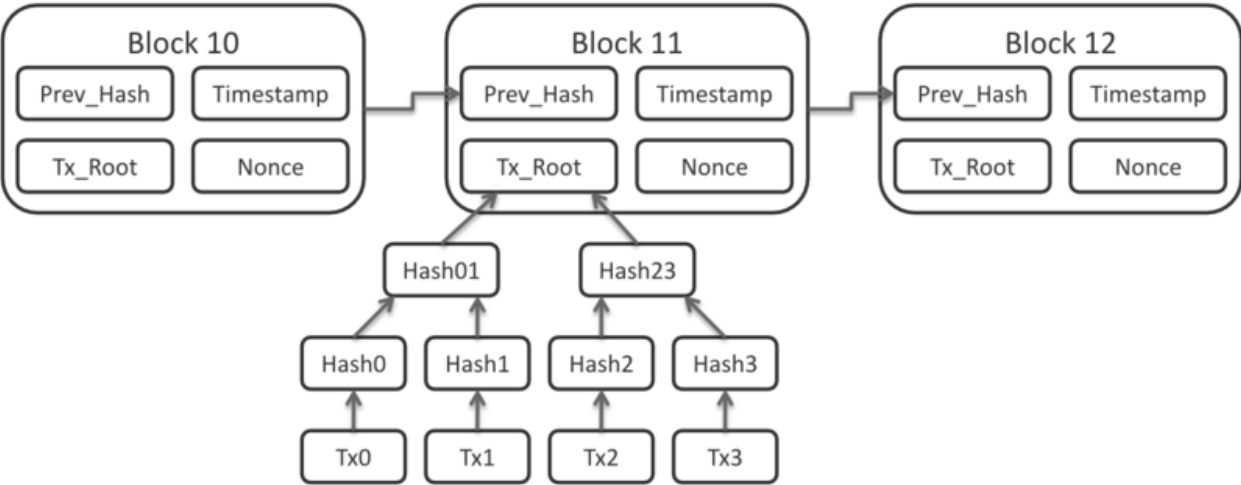 Block 10
Block 11
Block 12
Prev_Hash
Timestamp
Prev_Hash
Timestamp
Prev_Hash
Timestamp
Tx_Root
Nonce
Tx_Root
Nonce
Tx_Root
Nonce
Hash01
Hash23
Hash0
Hash1
Hash2
Hash3
Tx0
Tx1
Tx2
Tx3